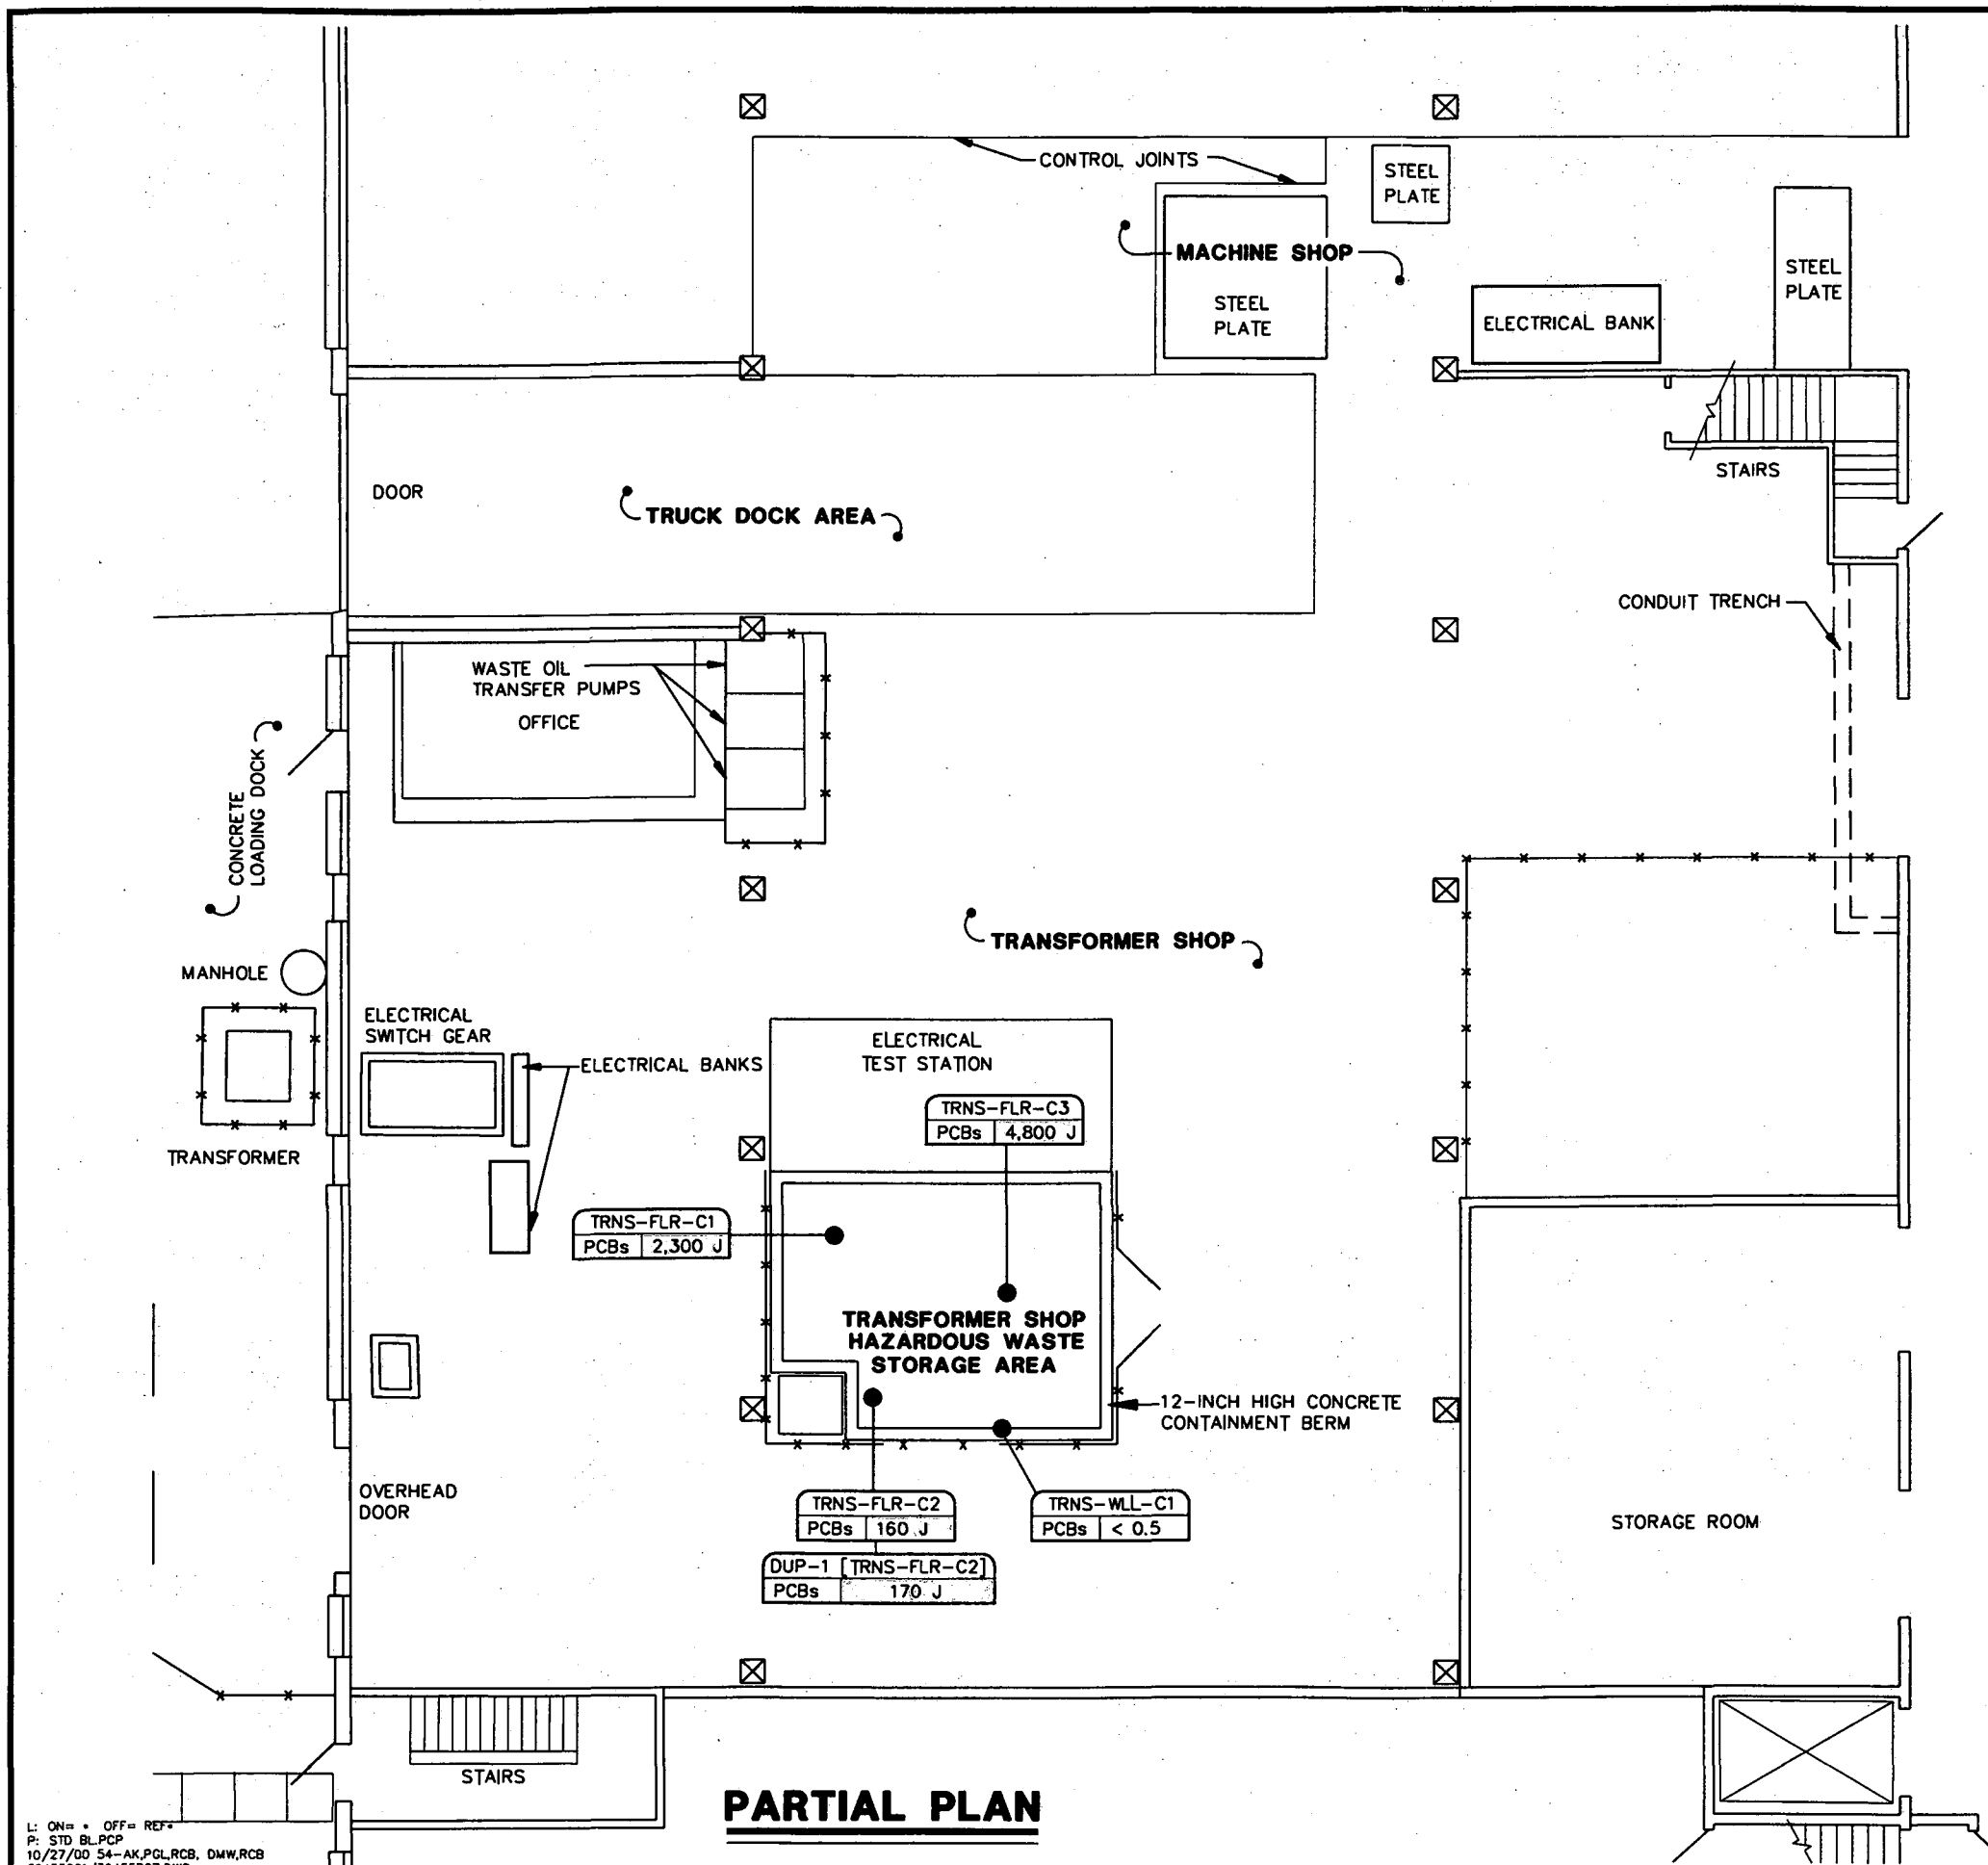 CONTROL JOINTS
STEEL
PLATE
MACHINE SHOP
STEEL
PLATE
STEEL
PLATE
ELECTRICAL BANK
DOOR
TRUCK DOCK AREA
STAIRS
CONDUIT TRENCH
WASTE OIL
TRANSFER PUMPS
OFFICE
CONCRETE
LOADING DOCK
TRANSFORMER SHOP
MANHOLE
ELECTRICAL
SWITCH GEAR
ELECTRICAL BANKS
ELECTRICAL
TEST STATION
TRNS-FLR-C3
PCBs 4,800 J
TRANSFORMER
TRNS-FLR-C1
PCBs 2,300 J
TRANSFORMER SHOP
HAZARDOUS WASTE
STORAGE AREA
12-INCH HIGH CONCRETE
CONTAINMENT BERM
OVERHEAD
DOOR
TRNS-FLR-C2
PCBs 160 J
TRNS-WLL-C1
PCBs < 0.5
DUP-1 [TRNS-FLR-C2]
PCBs 170 J
STORAGE ROOM
STAIRS
PARTIAL PLAN
L: ON= * OFF= REF*
P: STD BL.PCP
10/27/00 54-AK,PGL,RCB, DMW,RCB